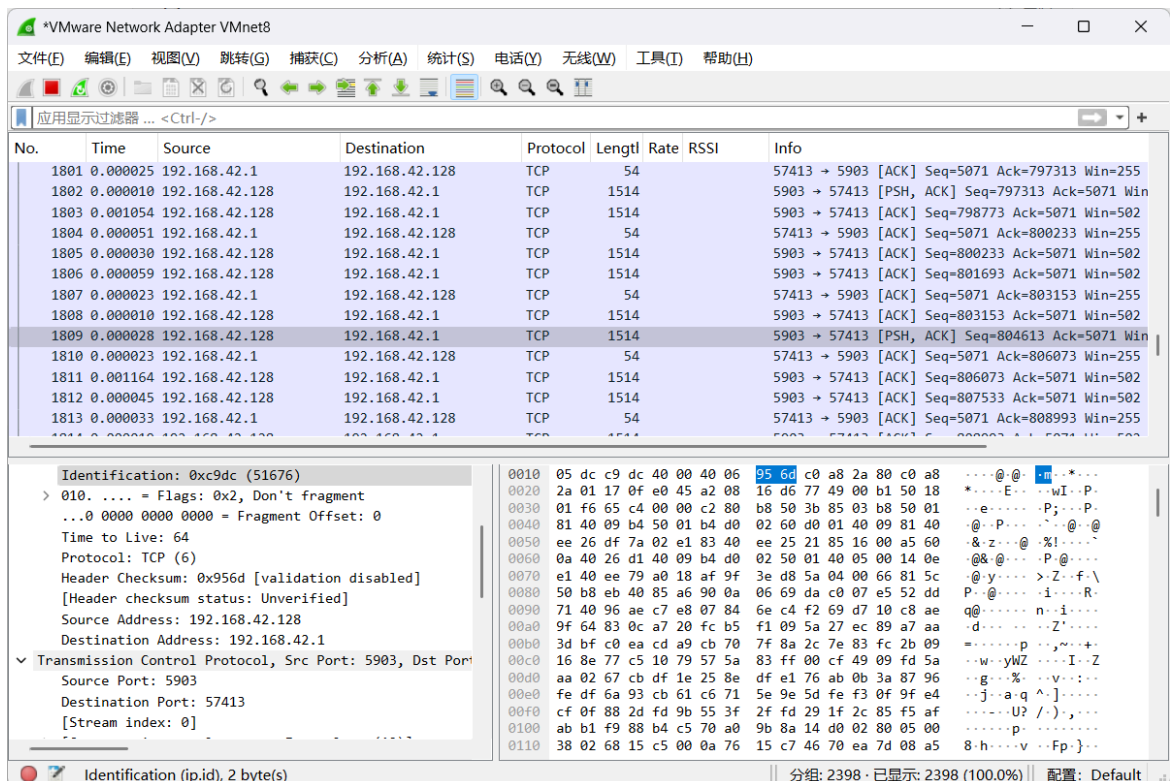 *VMware Network Adapter VMnet8
文件(F) 编辑(E) 视图(V) 跳转(G) 捕获(C) 分析(A) 统计(S) 电话(Y) 无线(W) 工具(T) 帮助(H)
应用显示过滤器 … <Ctrl-/>
No. Time Source Destination Protocol Lengtl Rate RSSI Info
1801 0.000025 192.168.42.1 192.168.42.128 TCP 54 57413 → 5903 [ACK] Seq=5071 Ack=797313 Win=255
1802 0.000010 192.168.42.128 192.168.42.1 TCP 1514 5903 → 57413 [PSH, ACK] Seq=797313 Ack=5071 Win
1803 0.001054 192.168.42.128 192.168.42.1 TCP 1514 5903 → 57413 [ACK] Seq=798773 Ack=5071 Win=502
1804 0.000051 192.168.42.1 192.168.42.128 TCP 54 57413 → 5903 [ACK] Seq=5071 Ack=800233 Win=255
1805 0.000030 192.168.42.128 192.168.42.1 TCP 1514 5903 → 57413 [ACK] Seq=800233 Ack=5071 Win=502
1806 0.000059 192.168.42.128 192.168.42.1 TCP 1514 5903 → 57413 [ACK] Seq=801693 Ack=5071 Win=502
1807 0.000023 192.168.42.1 192.168.42.128 TCP 54 57413 → 5903 [ACK] Seq=5071 Ack=803153 Win=255
1808 0.000010 192.168.42.128 192.168.42.1 TCP 1514 5903 → 57413 [ACK] Seq=803153 Ack=5071 Win=502
1809 0.000028 192.168.42.128 192.168.42.1 TCP 1514 5903 → 57413 [PSH, ACK] Seq=804613 Ack=5071 Win
1810 0.000023 192.168.42.1 192.168.42.128 TCP 54 57413 → 5903 [ACK] Seq=5071 Ack=806073 Win=255
1811 0.001164 192.168.42.128 192.168.42.1 TCP 1514 5903 → 57413 [ACK] Seq=806073 Ack=5071 Win=502
1812 0.000045 192.168.42.128 192.168.42.1 TCP 1514 5903 → 57413 [ACK] Seq=807533 Ack=5071 Win=502
1813 0.000033 192.168.42.1 192.168.42.128 TCP 54 57413 → 5903 [ACK] Seq=5071 Ack=808993 Win=255
Identification: 0xc9dc (51676)
010. .... = Flags: 0x2, Don't fragment
...0 0000 0000 0000 = Fragment Offset: 0
Time to Live: 64
Protocol: TCP (6)
Header Checksum: 0x956d [validation disabled]
[Header checksum status: Unverified]
Source Address: 192.168.42.128
Destination Address: 192.168.42.1
Transmission Control Protocol, Src Port: 5903, Dst Port
Source Port: 5903
Destination Port: 57413
[Stream index: 0]
0010 05 dc c9 dc 40 00 40 06 95 6d c0 a8 2a 80 c0 a8 ····@·@· ·m··*···
0020 2a 01 17 0f e0 45 a2 08 16 d6 77 49 00 b1 50 18 *····E·· ··wI··P·
0030 01 f6 65 c4 00 00 c2 80 b8 50 3b 85 03 b8 50 01 ··e····· ·P;···P·
0040 81 40 09 b4 50 01 b4 d0 02 60 d0 01 40 09 81 40 ·@··P··· ·`··@··@
0050 ee 26 df 7a 02 e1 83 40 ee 25 21 85 16 00 a5 60 ·&·z···@ ·%!····`
0060 0a 40 26 d1 40 09 b4 d0 02 50 01 40 05 00 14 0e ·@&·@··· ·P·@····
0070 e1 40 ee 79 a0 18 af 9f 3e d8 5a 04 00 66 81 5c ·@·y···· >·Z··f·\
0080 50 b8 eb 40 85 a6 90 0a 06 69 da c0 07 e5 52 dd P··@···· ·i····R·
0090 71 40 96 ae c7 e8 07 84 6e c4 f2 69 d7 10 c8 ae q@······ n··i····
00a0 9f 64 83 0c a7 20 fc b5 f1 09 5a 27 ec 89 a7 aa ·d··· ·· ··Z'····
00b0 3d bf c0 ea cd a9 cb 70 7f 8a 2c 7e 83 fc 2b 09 =······p ··,~··+·
00c0 16 8e 77 c5 10 79 57 5a 83 ff 00 cf 49 09 fd 5a ··w··yWZ ····I··Z
00d0 aa 02 67 cb df 1e 25 8e df e1 76 ab 0b 3a 87 96 ··g···%· ··v··:··
00e0 fe df 6a 93 cb 61 c6 71 5e 9e 5d fe f3 0f 9f e4 ··j··a·q ^·]·····
00f0 cf 0f 88 2d fd 9b 55 3f 2f fd 29 1f 2c 85 f5 af ···-··U? /·)·,···
0100 ab b1 f9 88 b4 c5 70 a0 9b 8a 14 d0 02 80 05 00 ······p· ········
0110 38 02 68 15 c5 00 0a 76 15 c7 46 70 ea 7d 08 a5 8·h····v ··Fp·}··
Identification (ip.id), 2 byte(s) 分组: 2398 · 已显示: 2398 (100.0%) 配置: Default